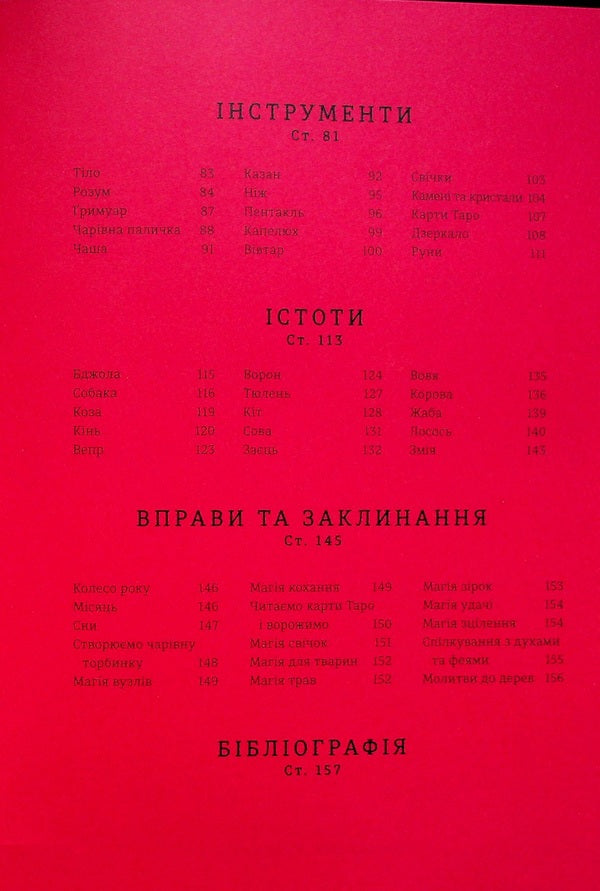 ІНСТРУМЕНТИ
Ст. 81
Тіло 83
Розум 84
Гримуар 87
Чарівна паличка 88
Чаша 91
Казан 92
Ніж 95
Пентакль 96
Капелюх 99
Вівтар 100
Свічки 103
Камені та кристали 104
Карти Таро 107
Дзеркало 108
Руни 111
ІСТОТИ
Ст. 113
Бджола 115
Собака 116
Коза 119
Кінь 120
Вепр 123
Ворон 124
Тюлень 127
Кіт 128
Сова 131
Заєць 132
Вовк 135
Корова 136
Жаба 139
Лосось 140
Змія 143
ВПРАВИ ТА ЗАКЛИНАННЯ
Ст. 145
Колесо року 146
Місяць 146
Сни 147
Створюємо чарівну
торбинку 148
Магія вузлів 149
Магія кохання 149
Читаємо карти Таро
і ворожимо 150
Магія свічок 151
Магія для тварин 152
Магія трав 152
Магія зірок 153
Магія удачі 154
Магія зцілення 154
Спілкування з духами
та феями 155
Молитви до дерев 156
БІБЛІОГРАФІЯ
Ст. 157